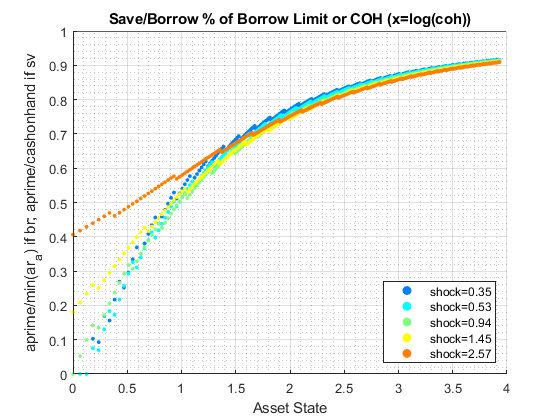 Save/Borrow % of Borrow Limit or COH (x=log(coh))
aprime/min(ar_a) if br; aprime/cashonhand if sv
1
0.9
0.8
0.7
0.6
0.5
0.4
0.3
0.2
0.1
0
0 0.5 1 1.5 2 2.5 3 3.5 4
Asset State
shock=0.35
shock=0.53
shock=0.94
shock=1.45
shock=2.57